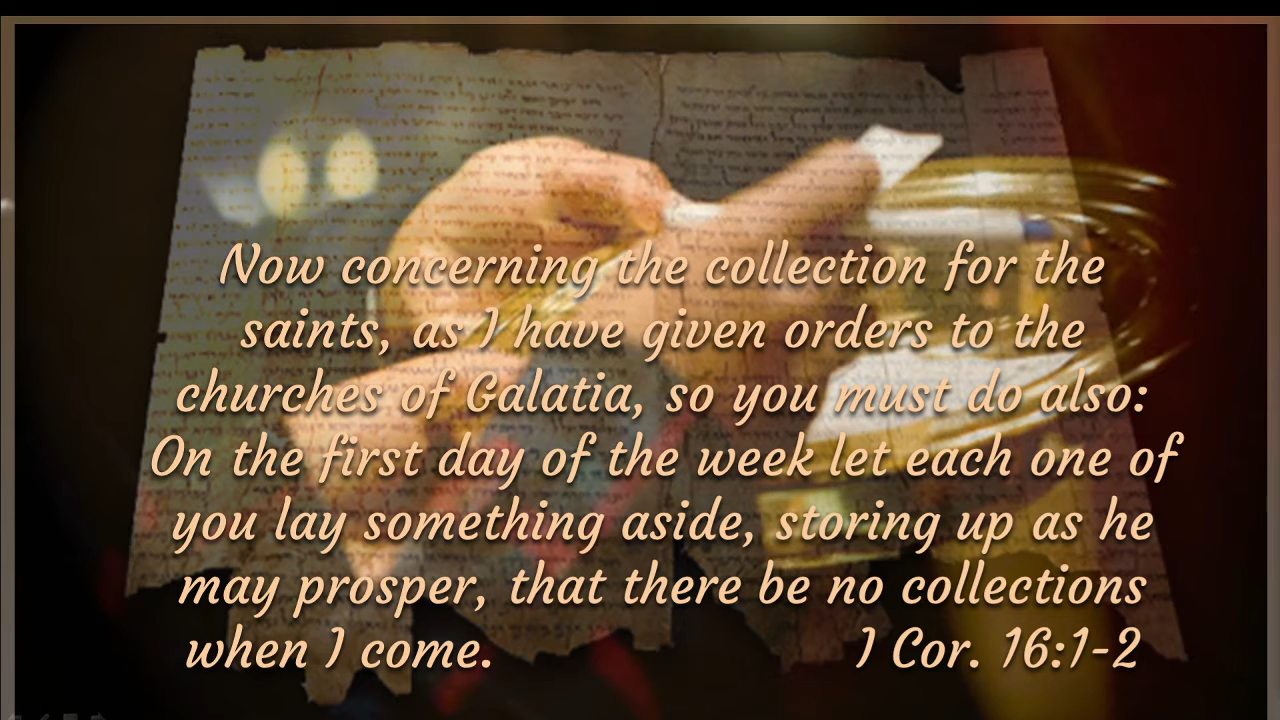 Now concerning the collection for the
saints, as I have given orders to the
churches of Galatia, so you must do also:
On the first day of the week let each one of
you lay something aside, storing up as he
may prosper, that there be no collections
when I come. I Cor. 16:1-2